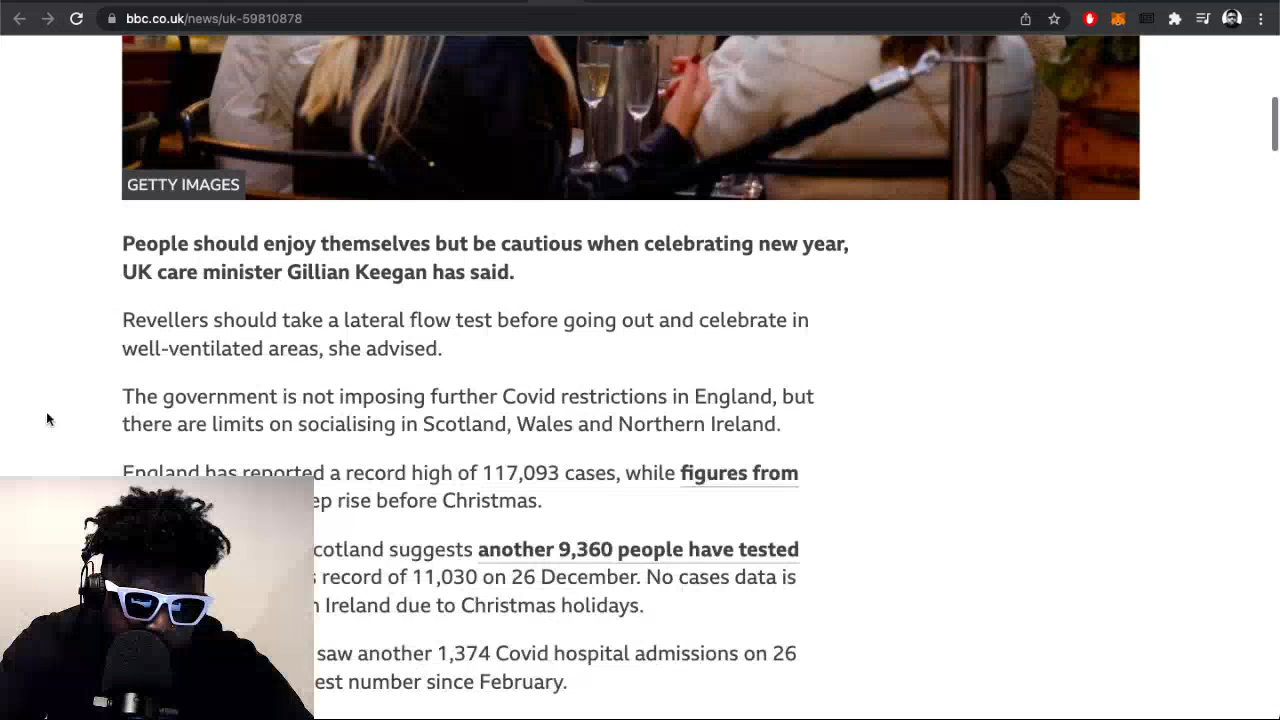 bbc.co.uk/news/uk-59810878
GETTY IMAGES
People should enjoy themselves but be cautious when celebrating new year,
UK care minister Gillian Keegan has said.
Revellers should take a lateral flow test before going out and celebrate in
well-ventilated areas, she advised.
The government is not imposing further Covid restrictions in England, but
there are limits on socialising in Scotland, Wales and Northern Ireland.
England has reported a record high of 117,093 cases, while figures from
rise before Christmas.
suggests another 9,360 people have tested
record of 11,030 on 26 December. No cases data is
Ireland due to Christmas holidays.
saw another 1,374 Covid hospital admissions on 26
number since February.